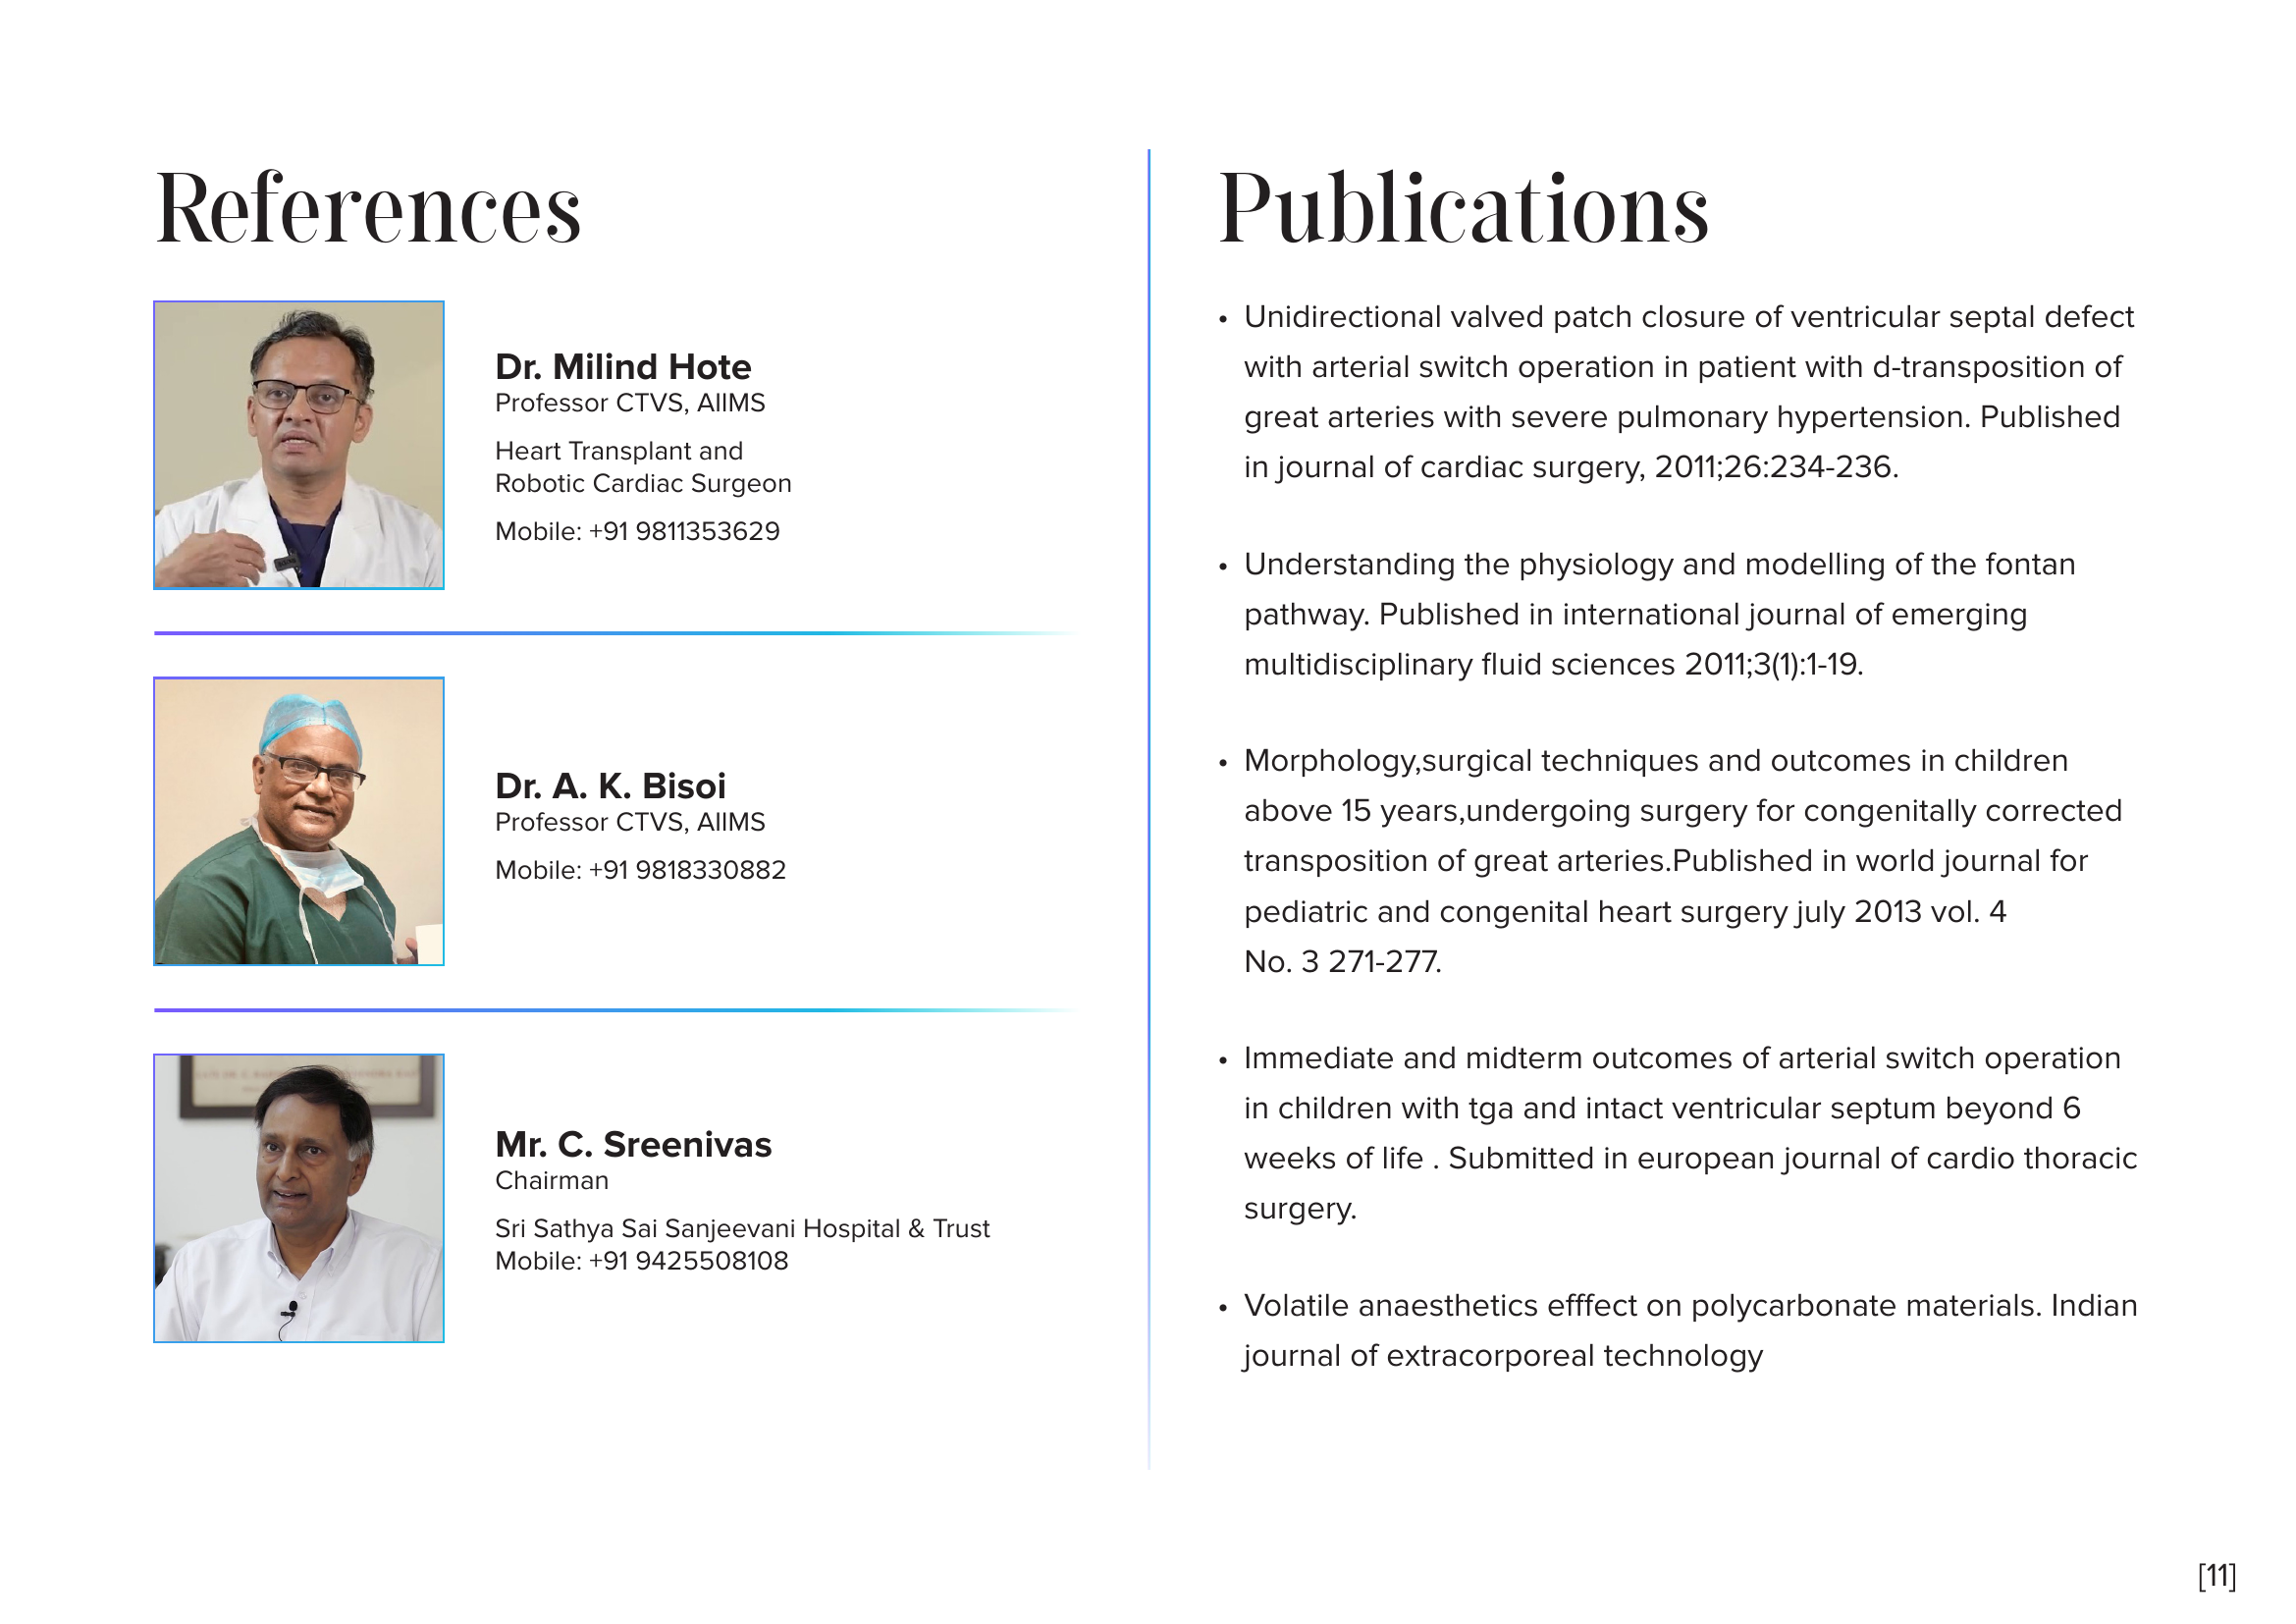 References
Dr. Milind Hote
Professor CTVS, AIIMS
Heart Transplant and
Robotic Cardiac Surgeon
Mobile: +91 9811353629
Dr. A. K. Bisoi
Professor CTVS, AIIMS
Mobile: +91 9818330882
Mr. C. Sreenivas
Chairman
Sri Sathya Sai Sanjeevani Hospital & Trust
Mobile: +91 9425508108
Publications
• Unidirectional valved patch closure of ventricular septal defect
with arterial switch operation in patient with d-transposition of
great arteries with severe pulmonary hypertension. Published
in journal of cardiac surgery, 2011;26:234-236.
• Understanding the physiology and modelling of the fontan
pathway. Published in international journal of emerging
multidisciplinary fluid sciences 2011;3(1):1-19.
• Morphology,surgical techniques and outcomes in children
above 15 years,undergoing surgery for congenitally corrected
transposition of great arteries.Published in world journal for
pediatric and congenital heart surgery july 2013 vol. 4
No. 3 271-277.
• Immediate and midterm outcomes of arterial switch operation
in children with tga and intact ventricular septum beyond 6
weeks of life . Submitted in european journal of cardio thoracic
surgery.
• Volatile anaesthetics efffect on polycarbonate materials. Indian
journal of extracorporeal technology
[11]